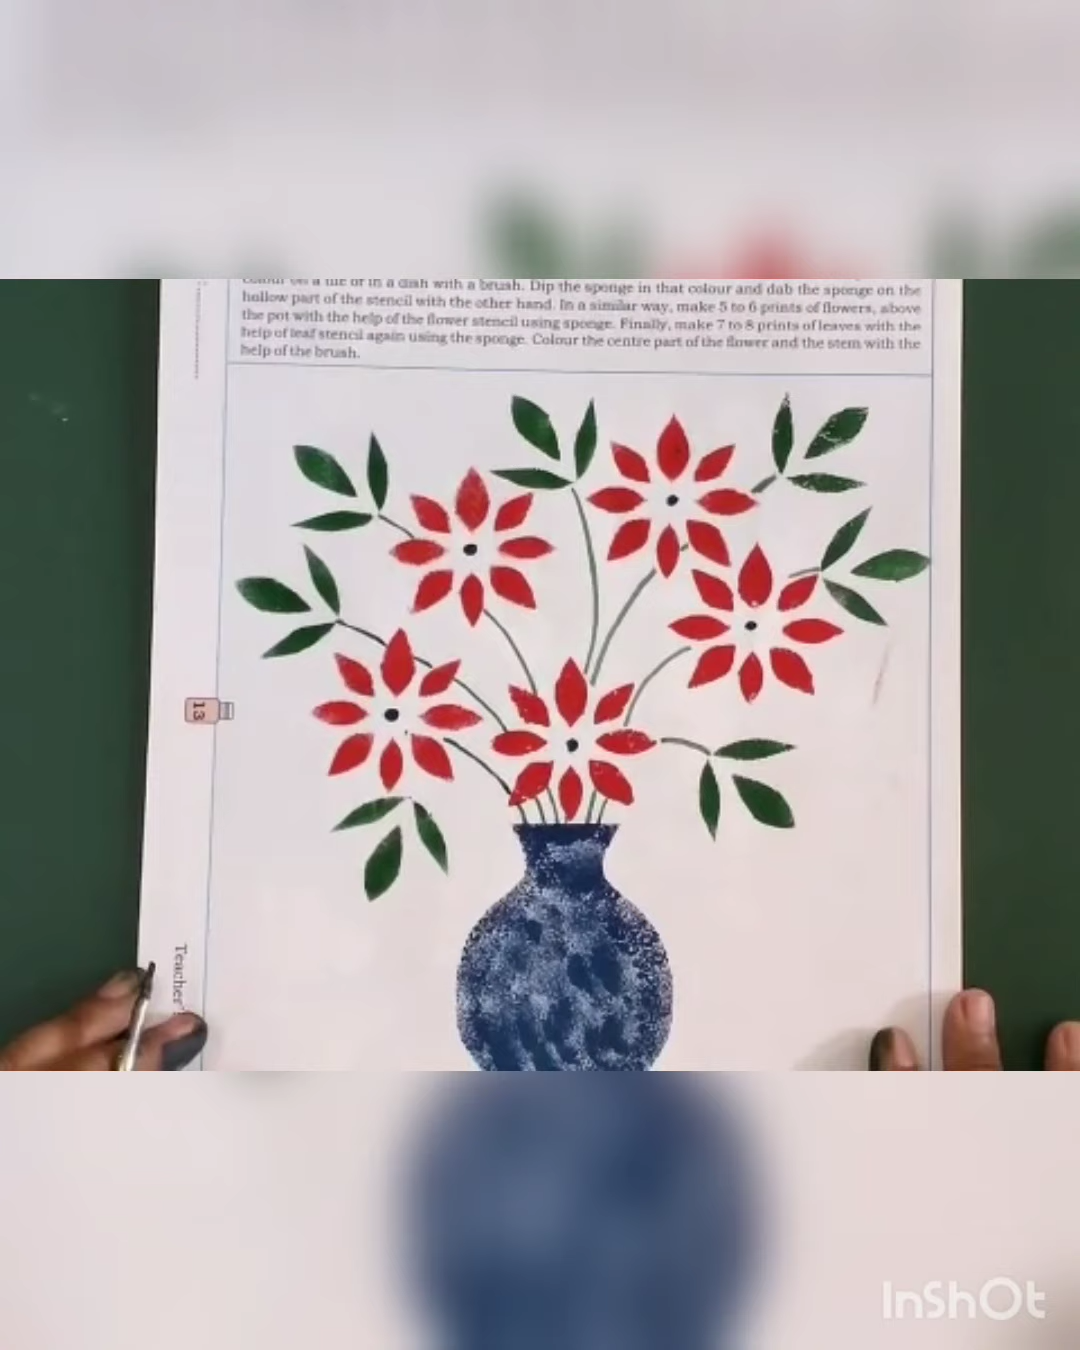 colour on a tile or in a dish with a brush. Dip the sponge in that colour and dab the sponge on the
hollow part of the stencil with the other hand. In a similar way, make 5 to 6 prints of flowers, above
the pot with the help of the flower stencil using sponge. Finally, make 7 to 8 prints of leaves with the
help of leaf stencil again using the sponge. Colour the centre part of the flower and the stem with the
help of the brush.
13
Teacher'
InShOt